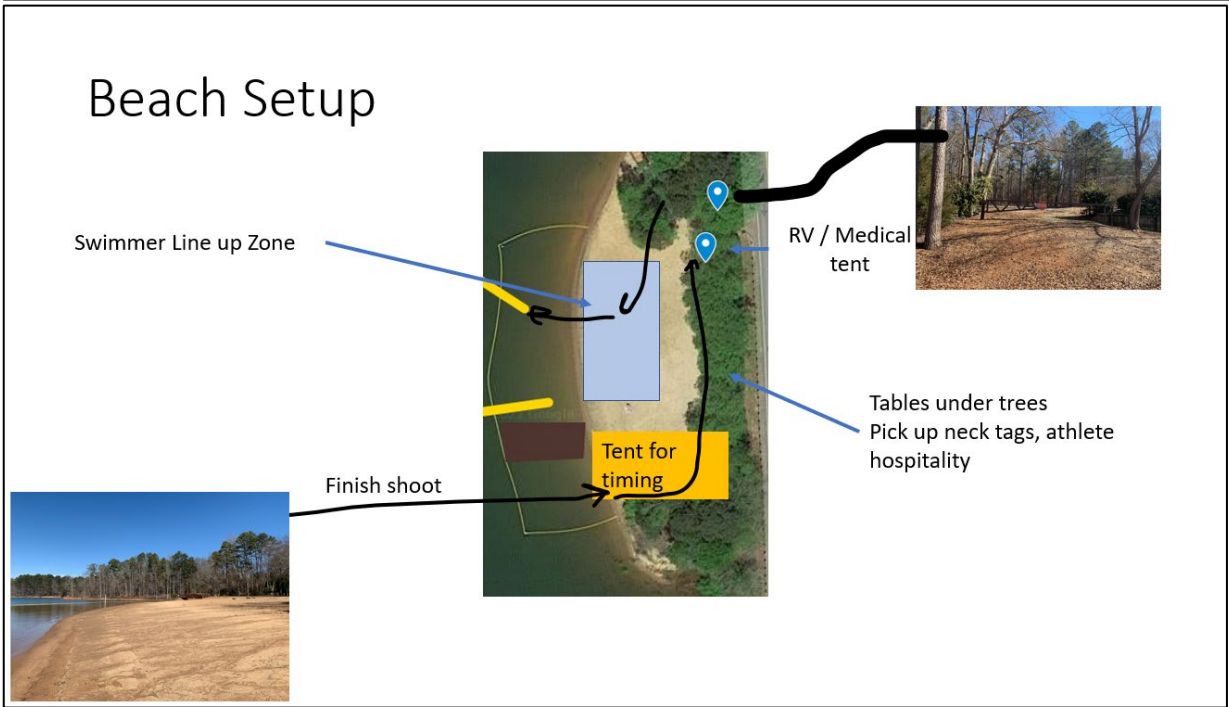 Beach Setup
Swimmer Line up Zone
RV / Medical
tent
Tables under trees
Pick up neck tags, athlete
hospitality
Tent for
timing
Finish shoot